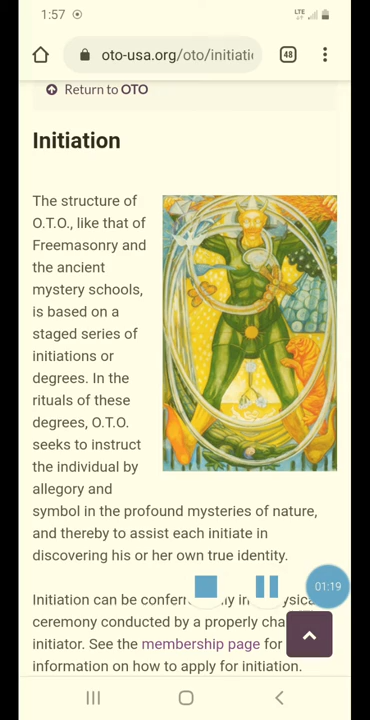 1:57
LTE
oto-usa.org/oto/initiati
48
Return to OTO
Initiation
The structure of
O.T.O., like that of
Freemasonry and
the ancient
mystery schools,
is based on a
staged series of
initiations or
degrees. In the
rituals of these
degrees, O.T.O.
seeks to instruct
the individual by
allegory and
symbol in the profound mysteries of nature,
and thereby to assist each initiate in
discovering his or her own true identity.
01:19
Initiation can be
ceremony conducted by a properly
initiator. See the membership page for
information on how to apply for initiation.